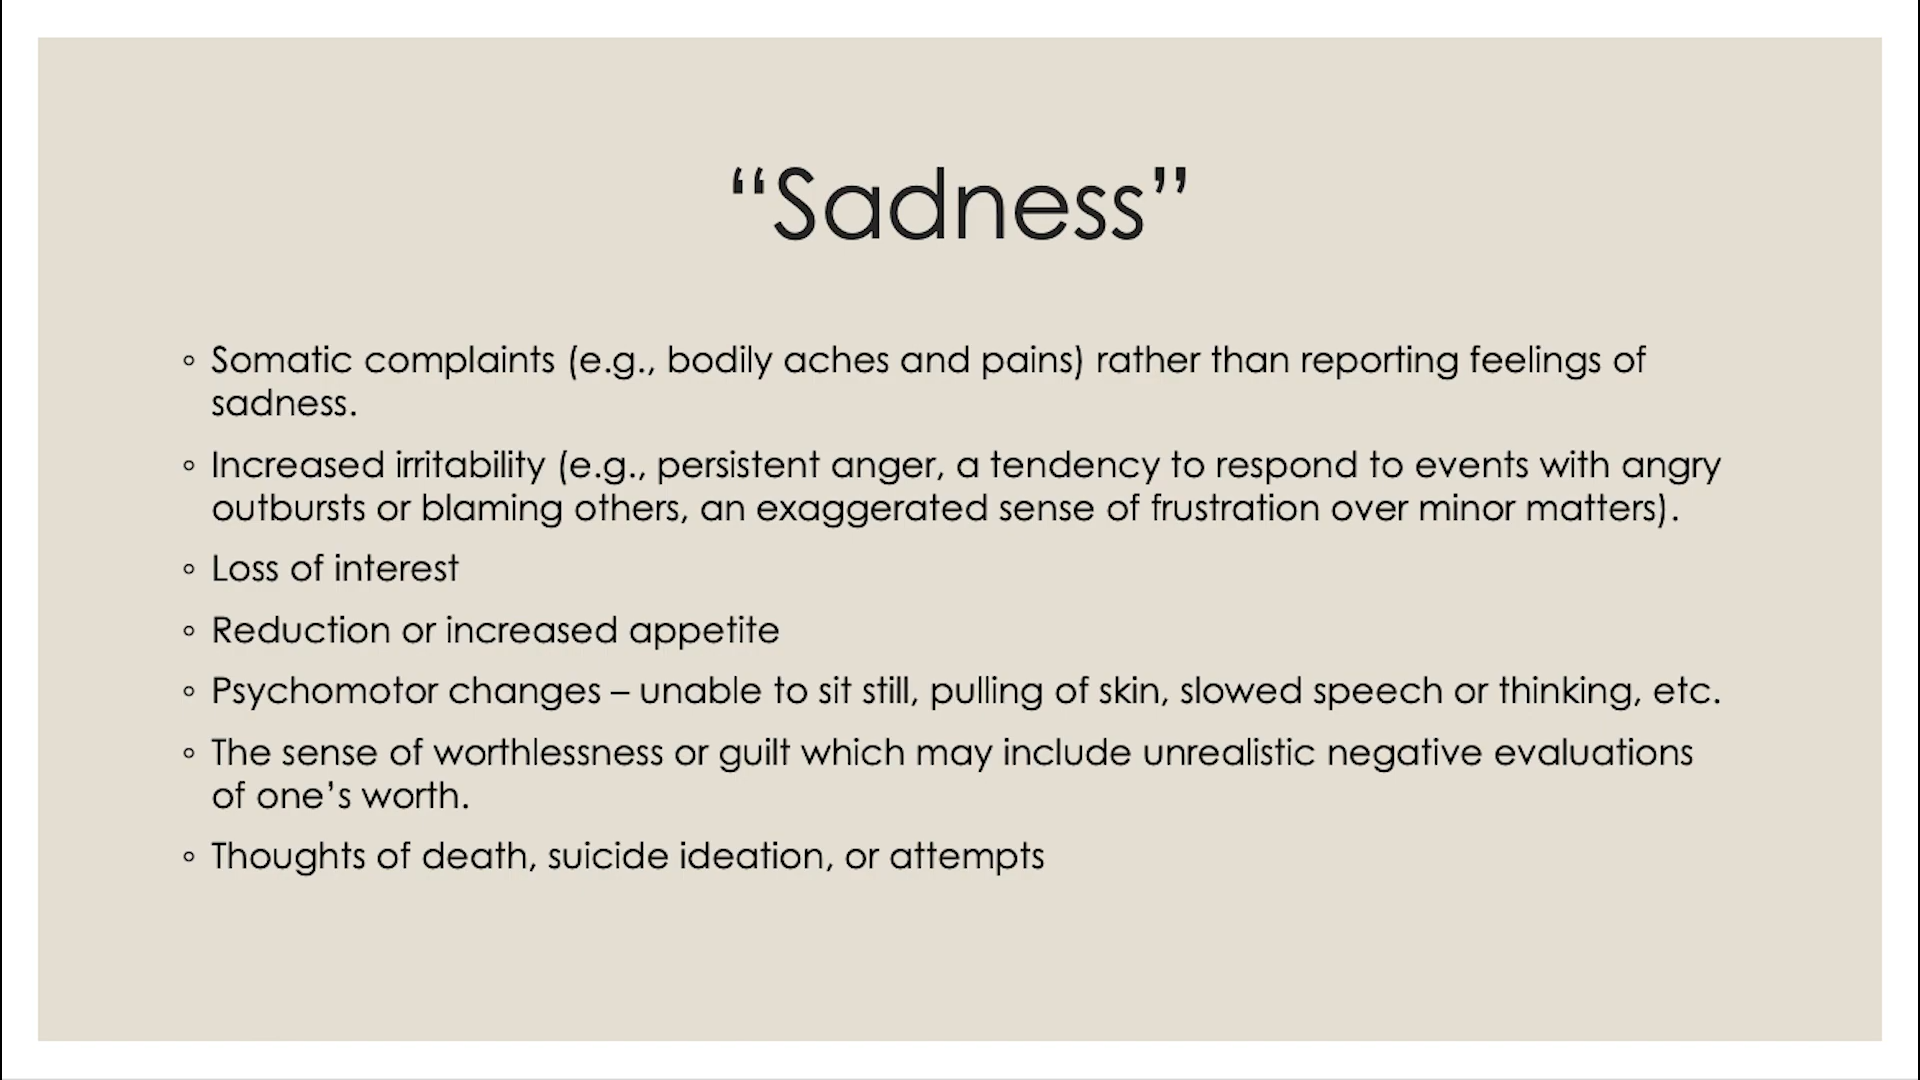 “Sadness”
◦ Somatic complaints (e.g., bodily aches and pains) rather than reporting feelings of
sadness.
◦ Increased irritability (e.g., persistent anger, a tendency to respond to events with angry
outbursts or blaming others, an exaggerated sense of frustration over minor matters).
◦ Loss of interest
◦ Reduction or increased appetite
◦ Psychomotor changes – unable to sit still, pulling of skin, slowed speech or thinking, etc.
◦ The sense of worthlessness or guilt which may include unrealistic negative evaluations
of one’s worth.
◦ Thoughts of death, suicide ideation, or attempts